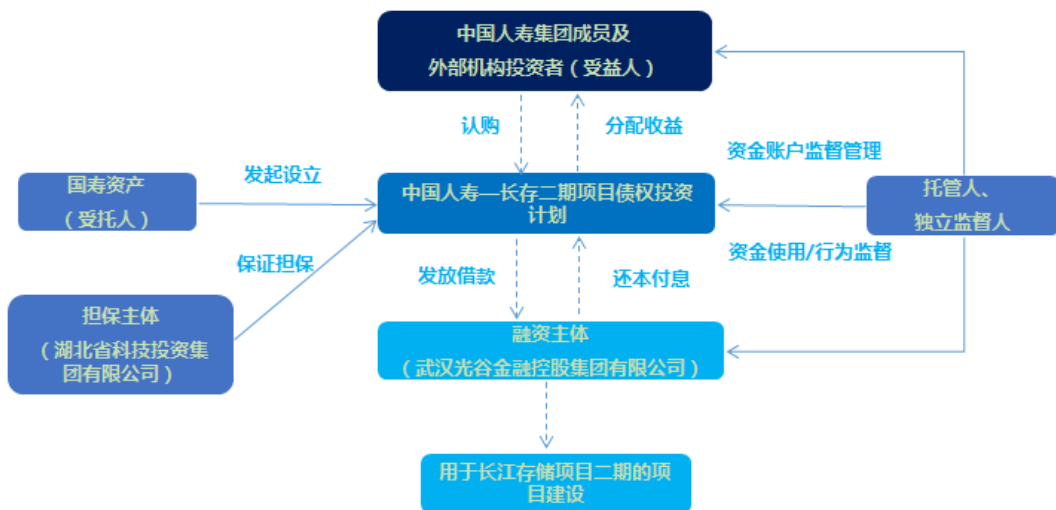 中国人寿集团成员及
外部机构投资者（受益人）
认购
分配收益
资金账户监督管理
国寿资产
（受托人）
发起设立
中国人寿—长存二期项目债权投资
计划
托管人、
独立监督人
保证担保
发放借款
还本付息
资金使用/行为监督
担保主体
（湖北省科技投资集
团有限公司）
融资主体
（武汉光谷金融控股集团有限公司）
用于长江存储项目二期的项
目建设